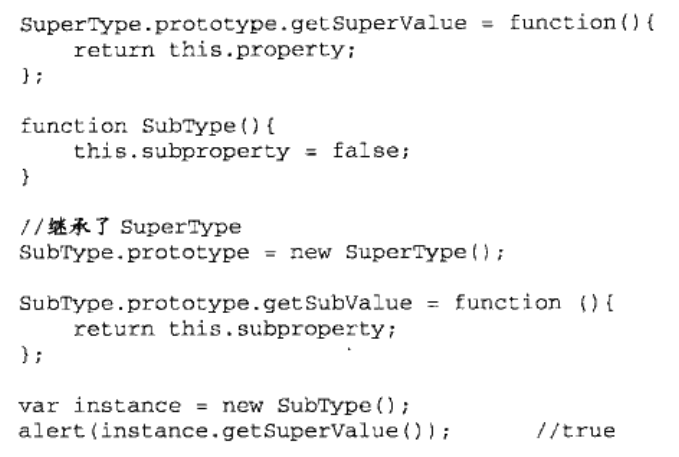 SuperType.prototype.getSuperValue = function(){
    return this.property;
};

function SubType(){
    this.subproperty = false;
}

//继承了 SuperType
SubType.prototype = new SuperType();

SubType.prototype.getSubValue = function (){
    return this.subproperty;
};

var instance = new SubType();
alert(instance.getSuperValue());        //true